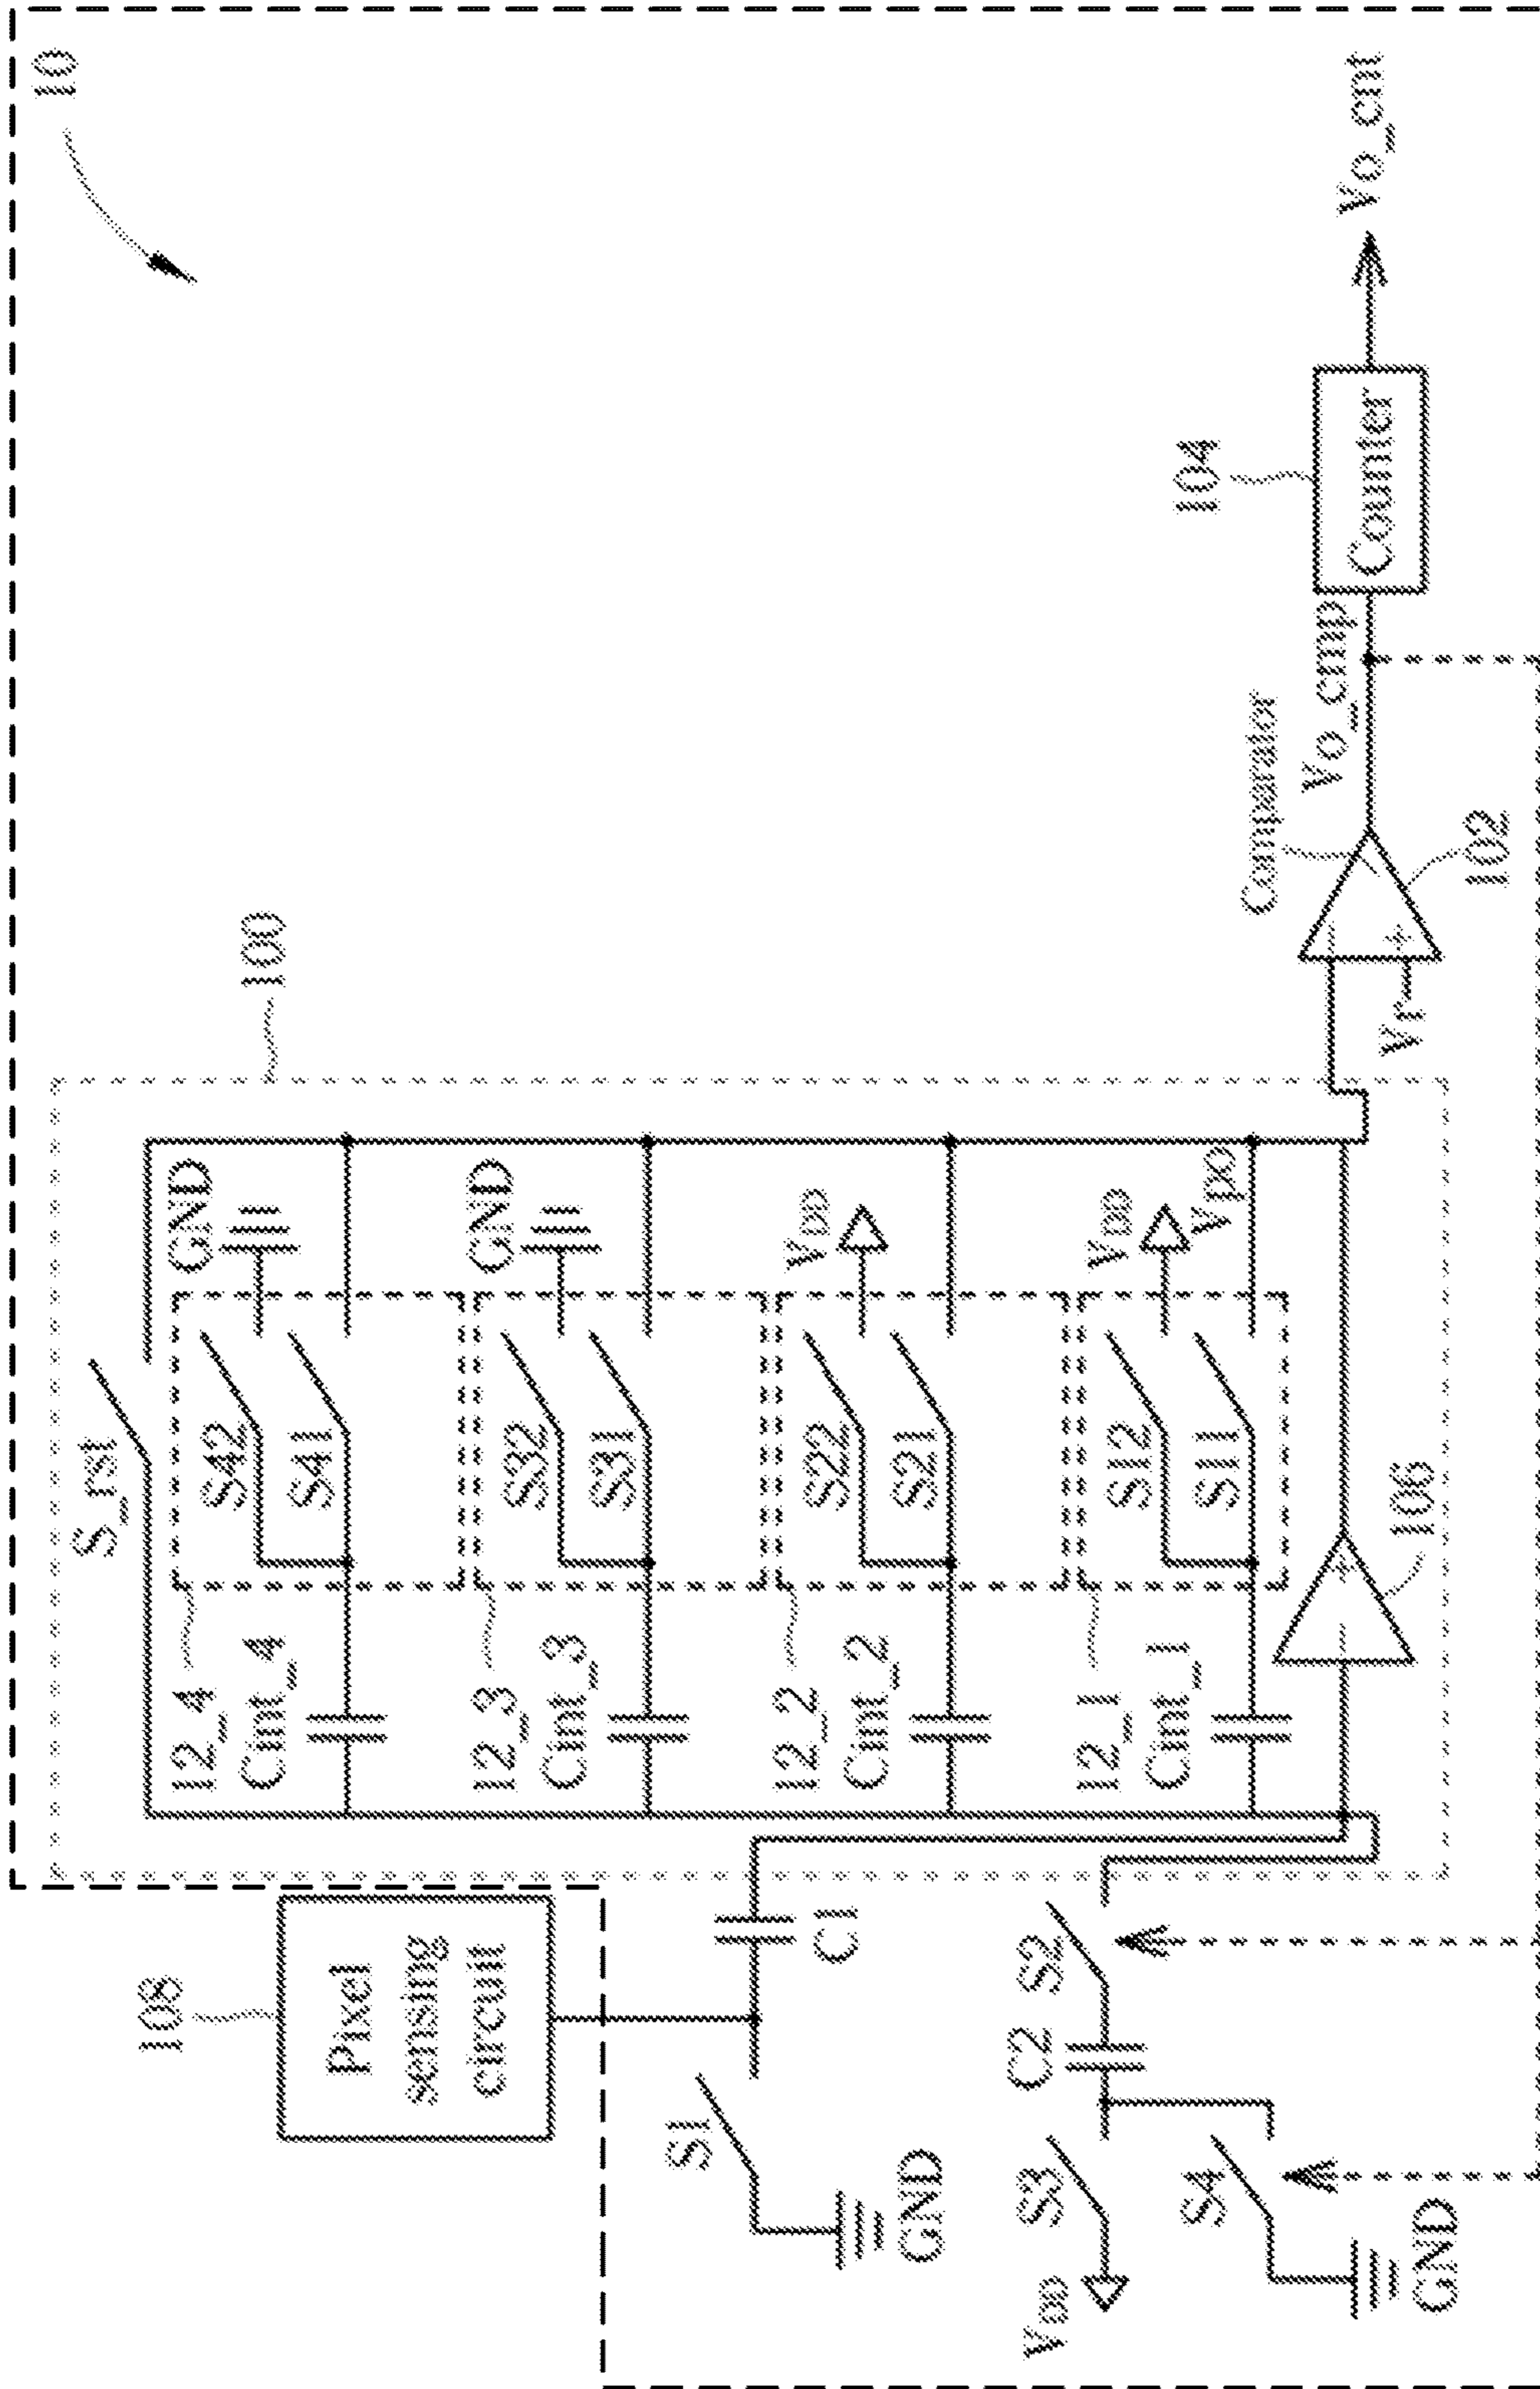 10
108
Pixel
sensing
circuit
S1
GND
C1
VDD
S3
C2
S2
S4
GND
100
S_rst
12_4
Cint_4
S42
S41
GND
12_3
Cint_3
S32
S31
GND
12_2
Cint_2
S22
S21
VDD
12_1
Cint_1
S12
S11
VDD
VPO
106
- +
Comparator
-
+
Vr
102
Vo_cmp
104
Counter
Vo_cnt